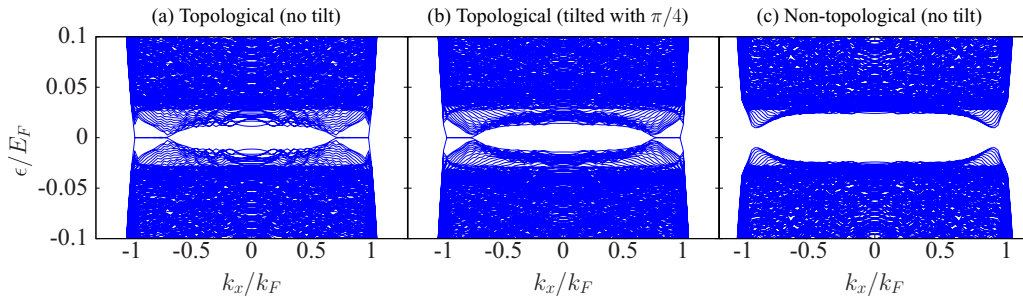 (a) Topological (no tilt) (b) Topological (tilted with π/4) (c) Non-topological (no tilt)
0.1
0.05
0
-0.05
-0.1
ϵ/E_F
-1 -0.5 0 0.5 1 -1 -0.5 0 0.5 1 -1 -0.5 0 0.5 1
k_x/k_F k_x/k_F k_x/k_F